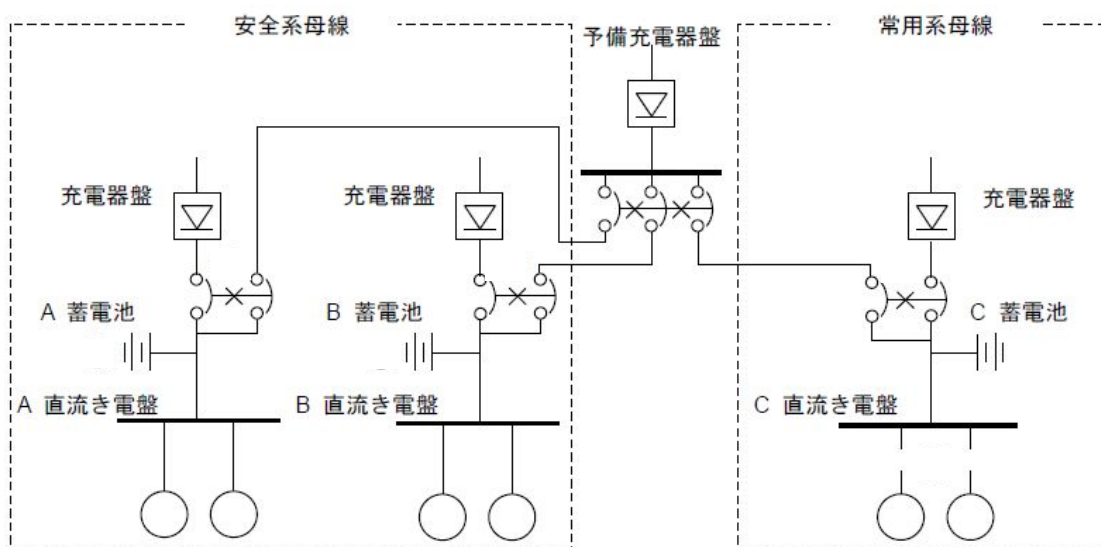 安全系母線
予備充電器盤
常用系母線
充電器盤
充電器盤
充電器盤
A 蓄電池
B 蓄電池
C 蓄電池
A 直流き電盤
B 直流き電盤
C 直流き電盤